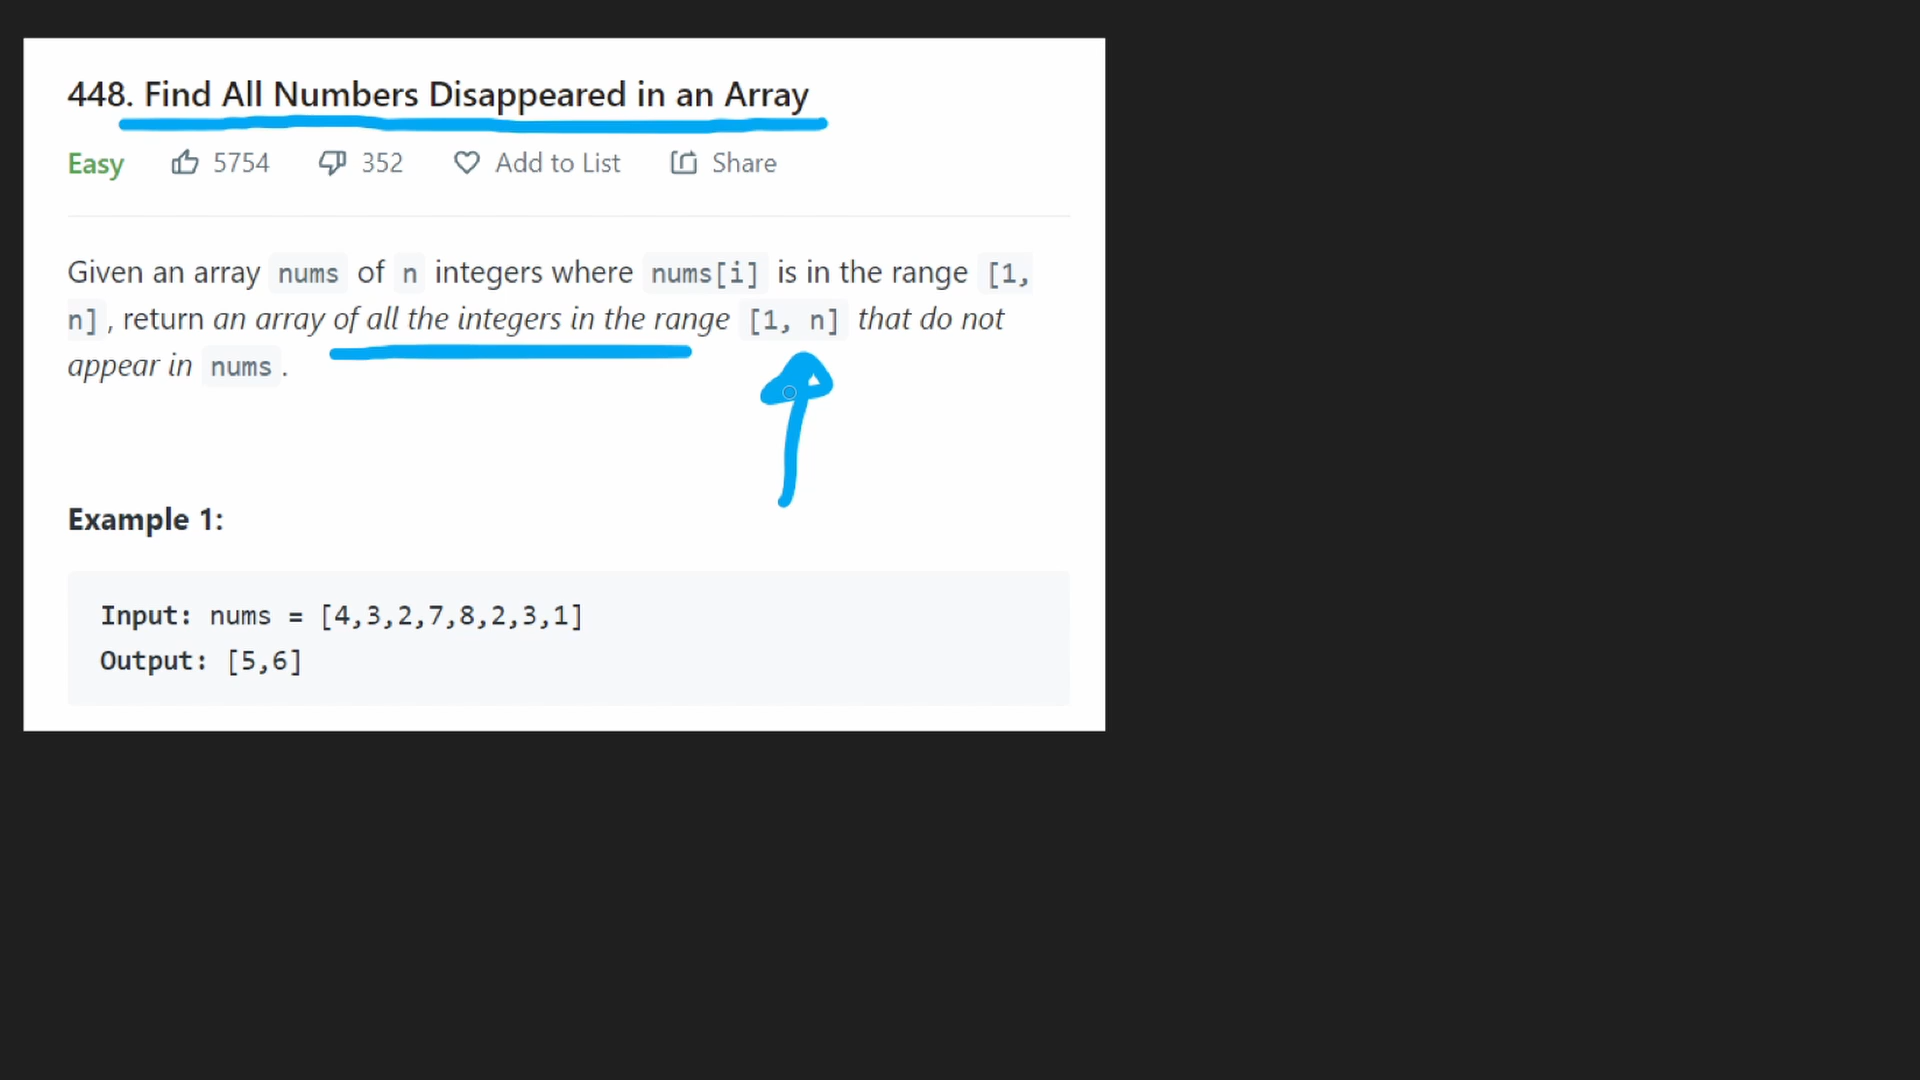 448. Find All Numbers Disappeared in an Array
Easy 5754 352 Add to List Share
Given an array nums of n integers where nums[i] is in the range [1,
n], return an array of all the integers in the range [1, n] that do not
appear in nums.
Example 1:
Input: nums = [4,3,2,7,8,2,3,1]
Output: [5,6]